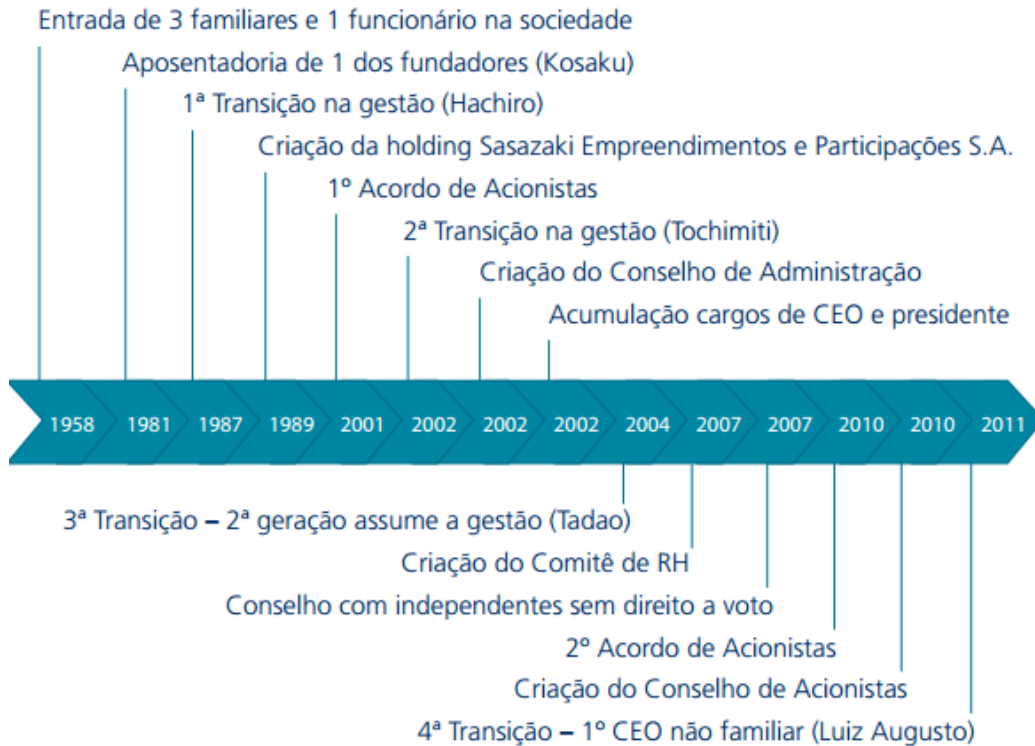 Entrada de 3 familiares e 1 funcionário na sociedade
Aposentadoria de 1 dos fundadores (Kosaku)
1ª Transição na gestão (Hachiro)
Criação da holding Sasazaki Empreendimentos e Participações S.A.
1º Acordo de Acionistas
2ª Transição na gestão (Tochimiti)
Criação do Conselho de Administração
Acumulação cargos de CEO e presidente
1958 1981 1987 1989 2001 2002 2002 2002 2004 2007 2007 2010 2010 2011
3ª Transição – 2ª geração assume a gestão (Tadao)
Criação do Comitê de RH
Conselho com independentes sem direito a voto
2º Acordo de Acionistas
Criação do Conselho de Acionistas
4ª Transição – 1º CEO não familiar (Luiz Augusto)